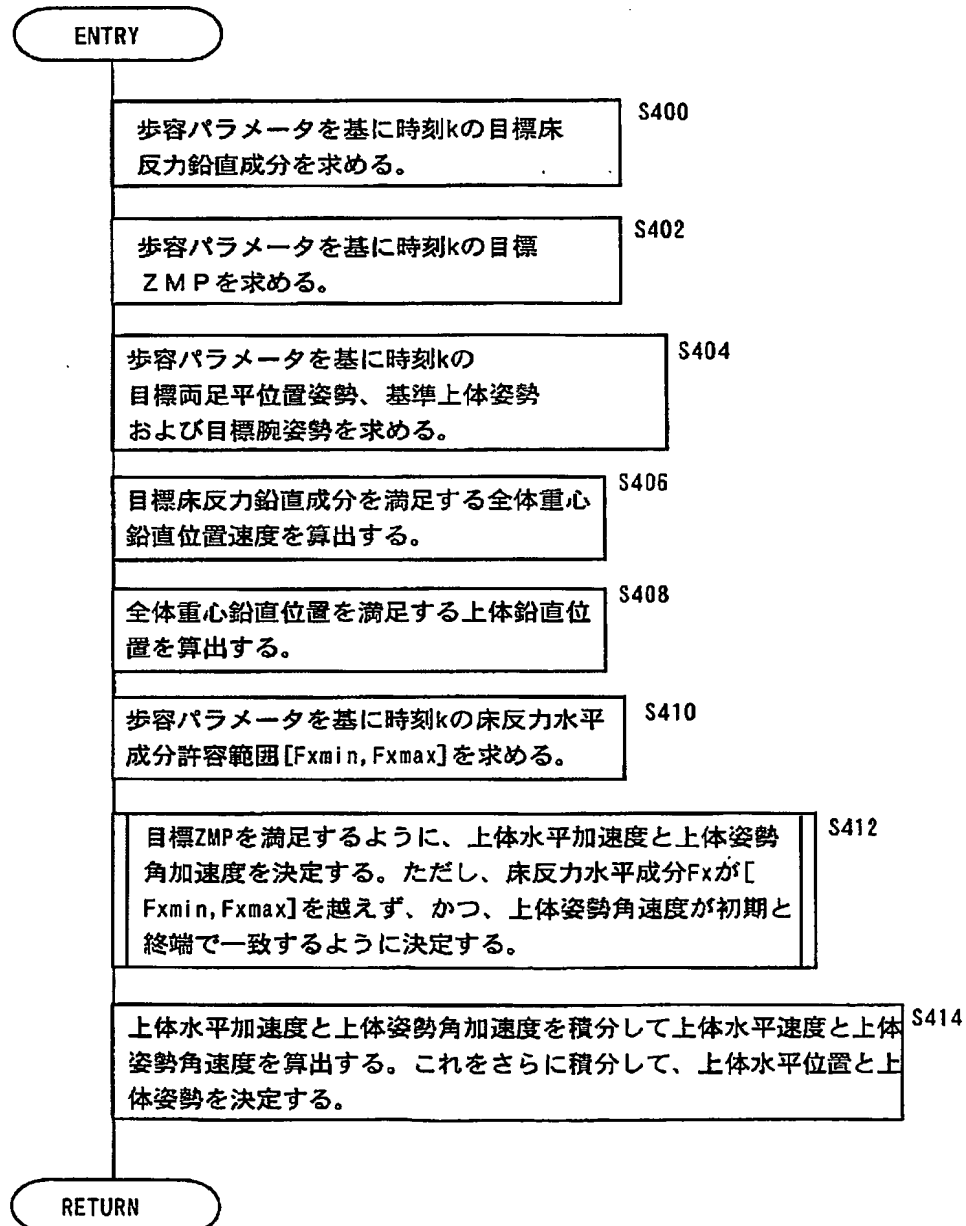 ENTRY
S400
歩容パラメータを基に時刻kの目標床
反力鉛直成分を求める。
S402
歩容パラメータを基に時刻kの目標
ZMPを求める。
S404
歩容パラメータを基に時刻kの
目標両足平位置姿勢、基準上体姿勢
および目標腕姿勢を求める。
S406
目標床反力鉛直成分を満足する全体重心
鉛直位置速度を算出する。
S408
全体重心鉛直位置を満足する上体鉛直位
置を算出する。
S410
歩容パラメータを基に時刻kの床反力水平
成分許容範囲[Fxmin,Fxmax]を求める。
S412
目標ZMPを満足するように、上体水平加速度と上体姿勢
角加速度を決定する。ただし、床反力水平成分Fxが[
Fxmin,Fxmax]を越えず、かつ、上体姿勢角速度が初期と
終端で一致するように決定する。
S414
上体水平加速度と上体姿勢角加速度を積分して上体水平速度と上体
姿勢角速度を算出する。これをさらに積分して、上体水平位置と上
体姿勢を決定する。
RETURN